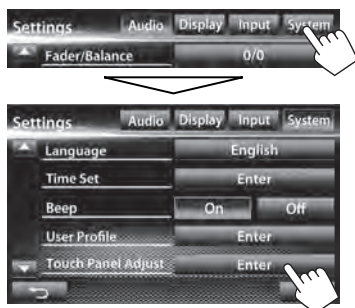 Settings Audio Display Input System
Fader/Balance 0/0
Settings Audio Display Input System
Language English
Time Set Enter
Beep On Off
User Profile Enter
Touch Panel Adjust Enter